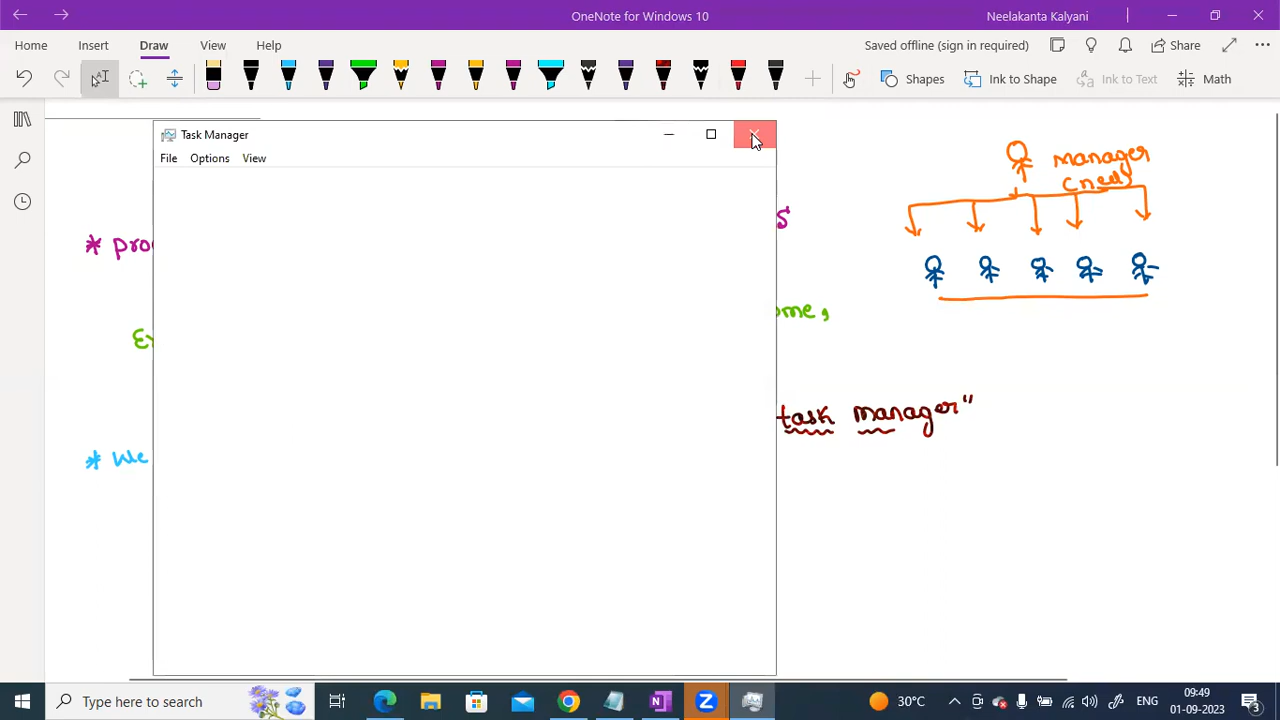 OneNote for Windows 10
Neelakanta Kalyani
Home
Insert
Draw
View
Help
Saved offline (sign in required)
Share
Shapes
Ink to Shape
Ink to Text
Math
Task Manager
File
Options
View
manager
* pro
s
ome,
task manager"
* We
Type here to search
30°C
ENG
09:49
01-09-2023
3